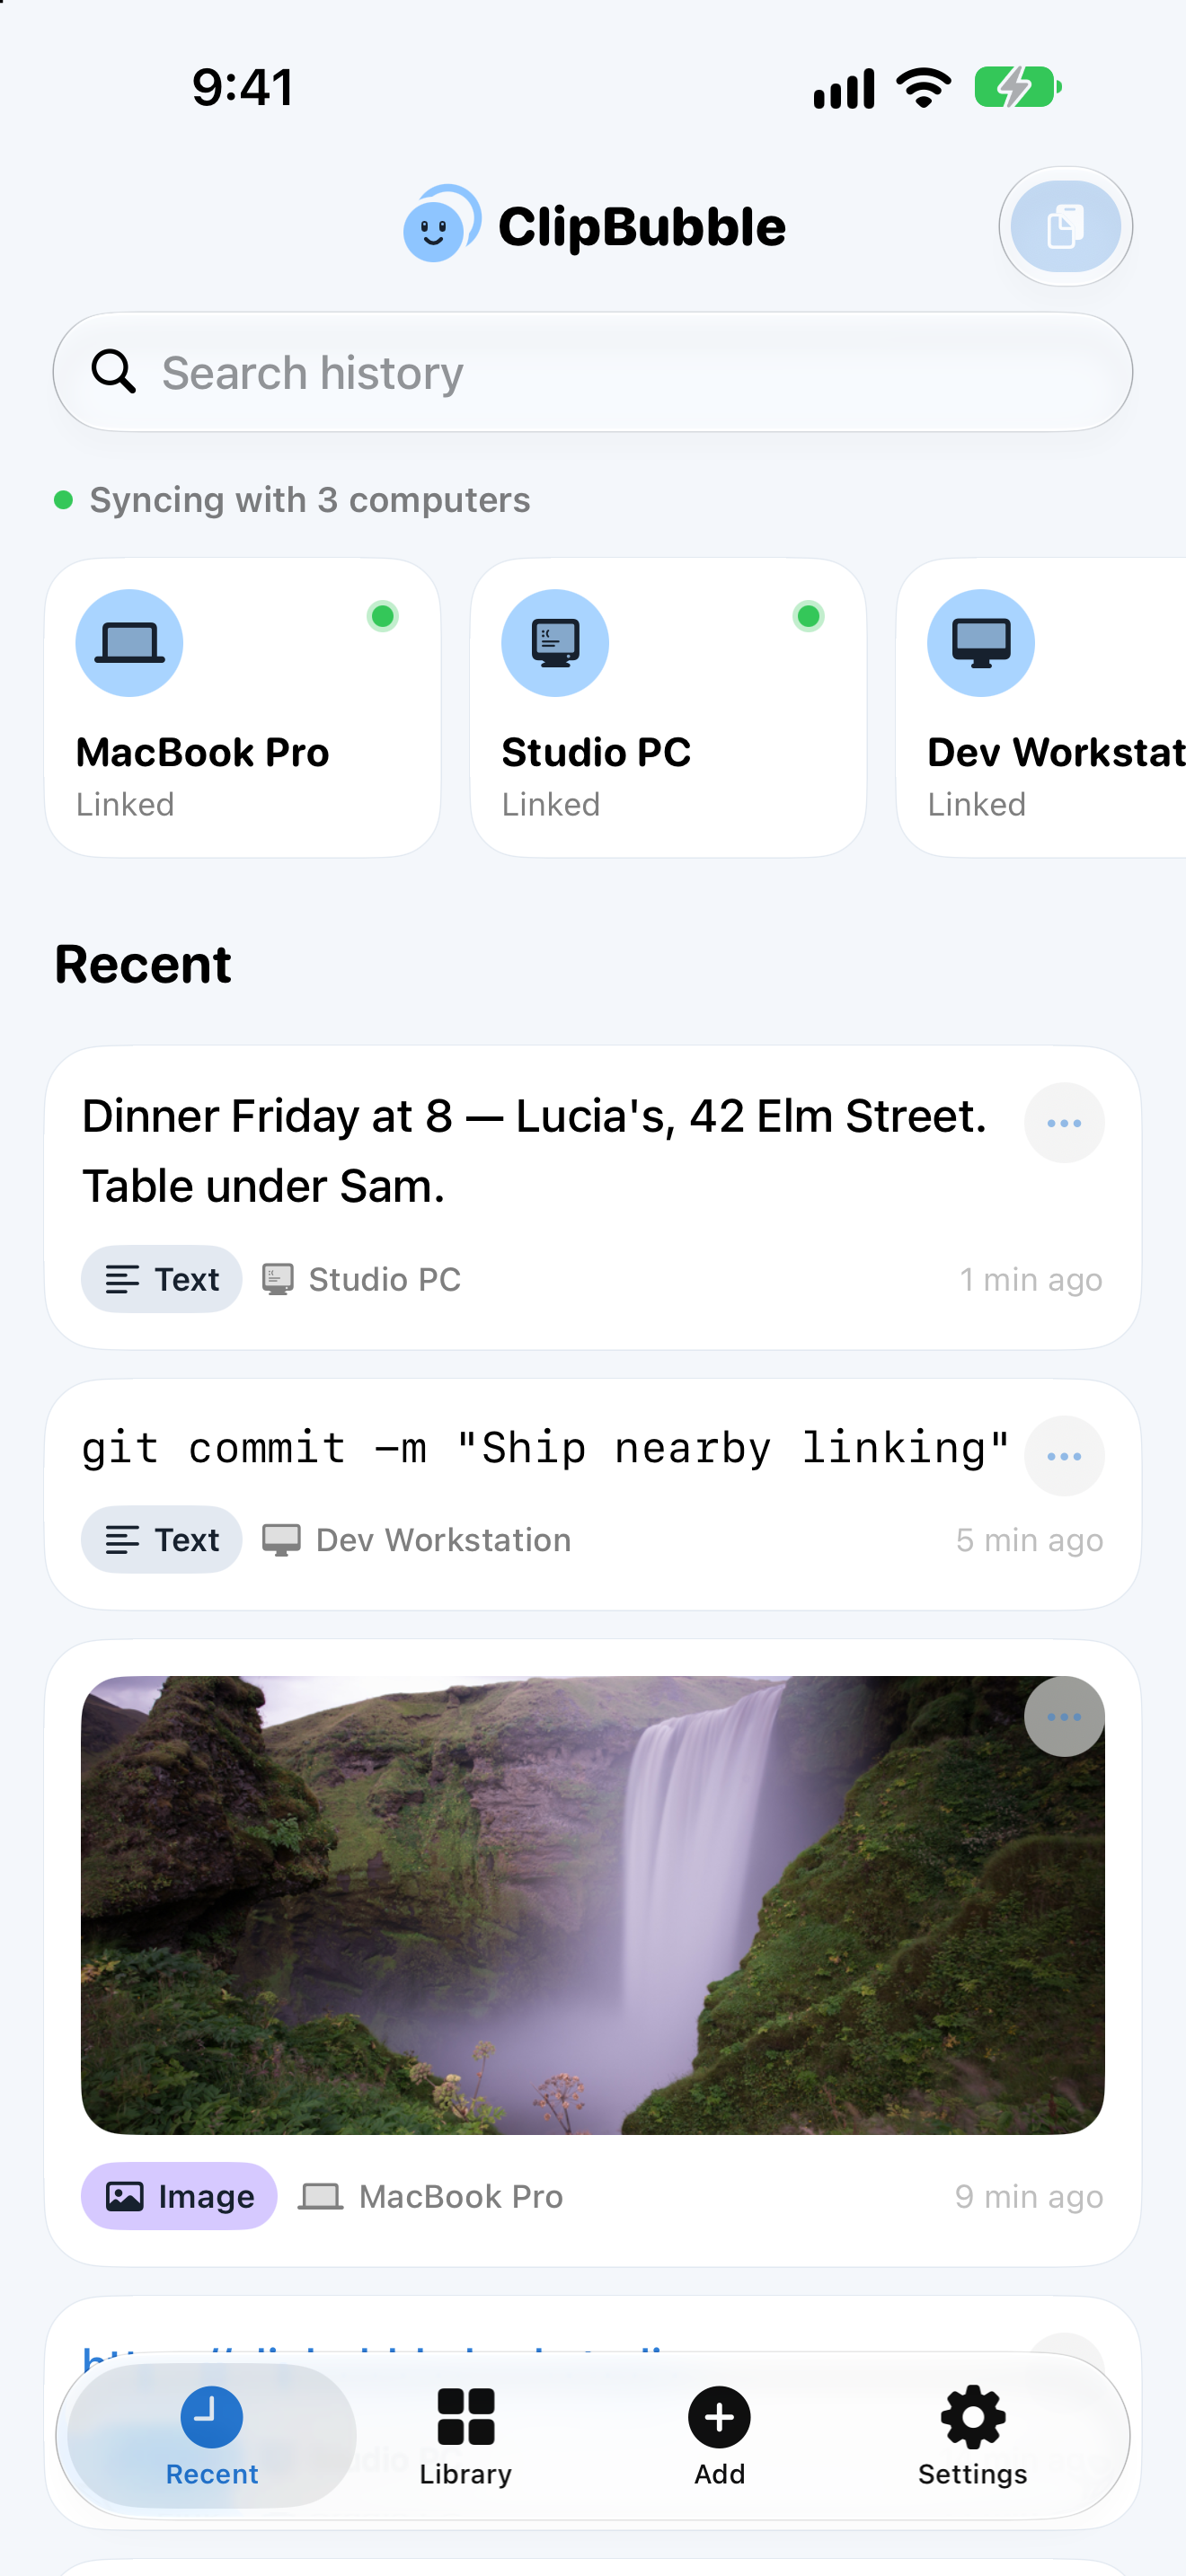 9:41
ClipBubble
Search history
Syncing with 3 computers
MacBook Pro
Linked
Studio PC
Linked
Dev Workstat
Linked
Recent
Dinner Friday at 8 — Lucia's, 42 Elm Street.
Table under Sam.
Text
Studio PC
1 min ago
git commit -m "Ship nearby linking"
Text
Dev Workstation
5 min ago
Image
MacBook Pro
9 min ago
Recent
Library
Add
Settings